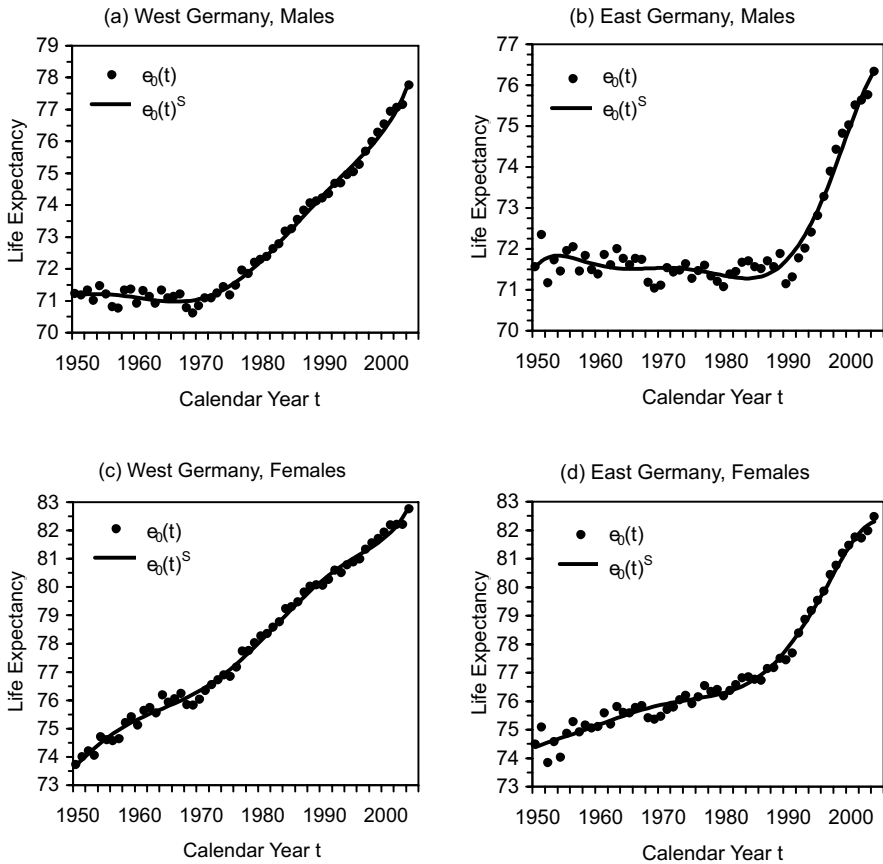 (a) West Germany, Males
79
78
77
76
75
74
73
72
71
70
Life Expectancy
e₀(t)
e₀(t)ˢ
1950 1960 1970 1980 1990 2000
Calendar Year t
(b) East Germany, Males
77
76
75
74
73
72
71
70
Life Expectancy
e₀(t)
e₀(t)ˢ
1950 1960 1970 1980 1990 2000
Calendar Year t
(c) West Germany, Females
83
82
81
80
79
78
77
76
75
74
73
Life Expectancy
e₀(t)
e₀(t)ˢ
1950 1960 1970 1980 1990 2000
Calendar Year t
(d) East Germany, Females
83
82
81
80
79
78
77
76
75
74
73
Life Expectancy
e₀(t)
e₀(t)ˢ
1950 1960 1970 1980 1990 2000
Calendar Year t